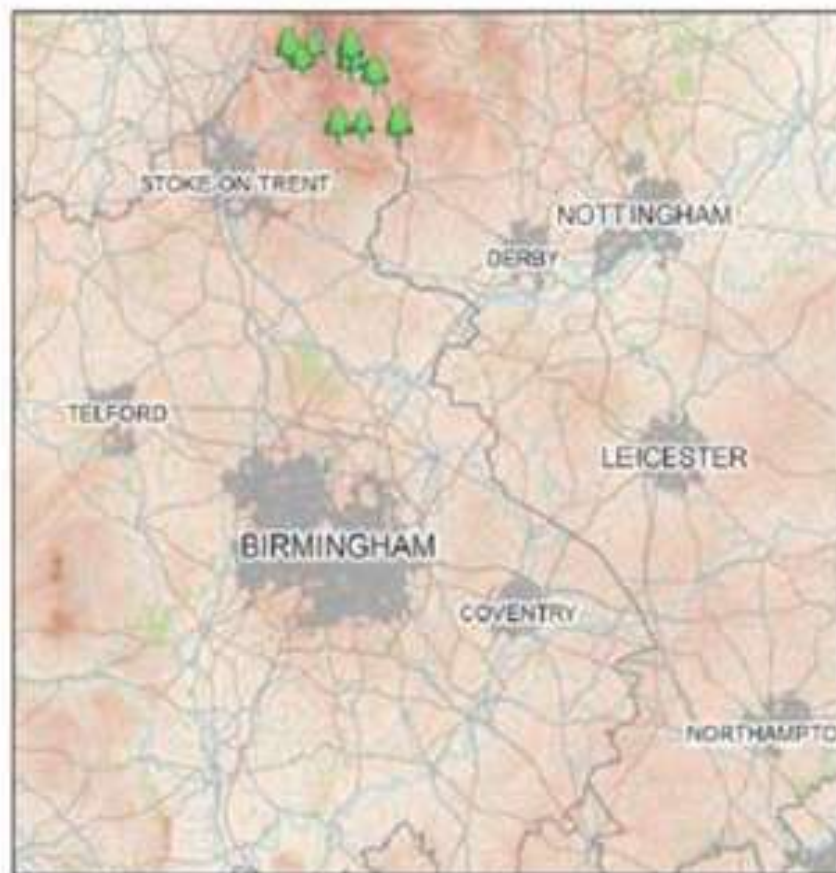 STOKE ON TRENT
NOTTINGHAM
DERBY
TELFORD
LEICESTER
BIRMINGHAM
COVENTRY
NORTHAMPTO